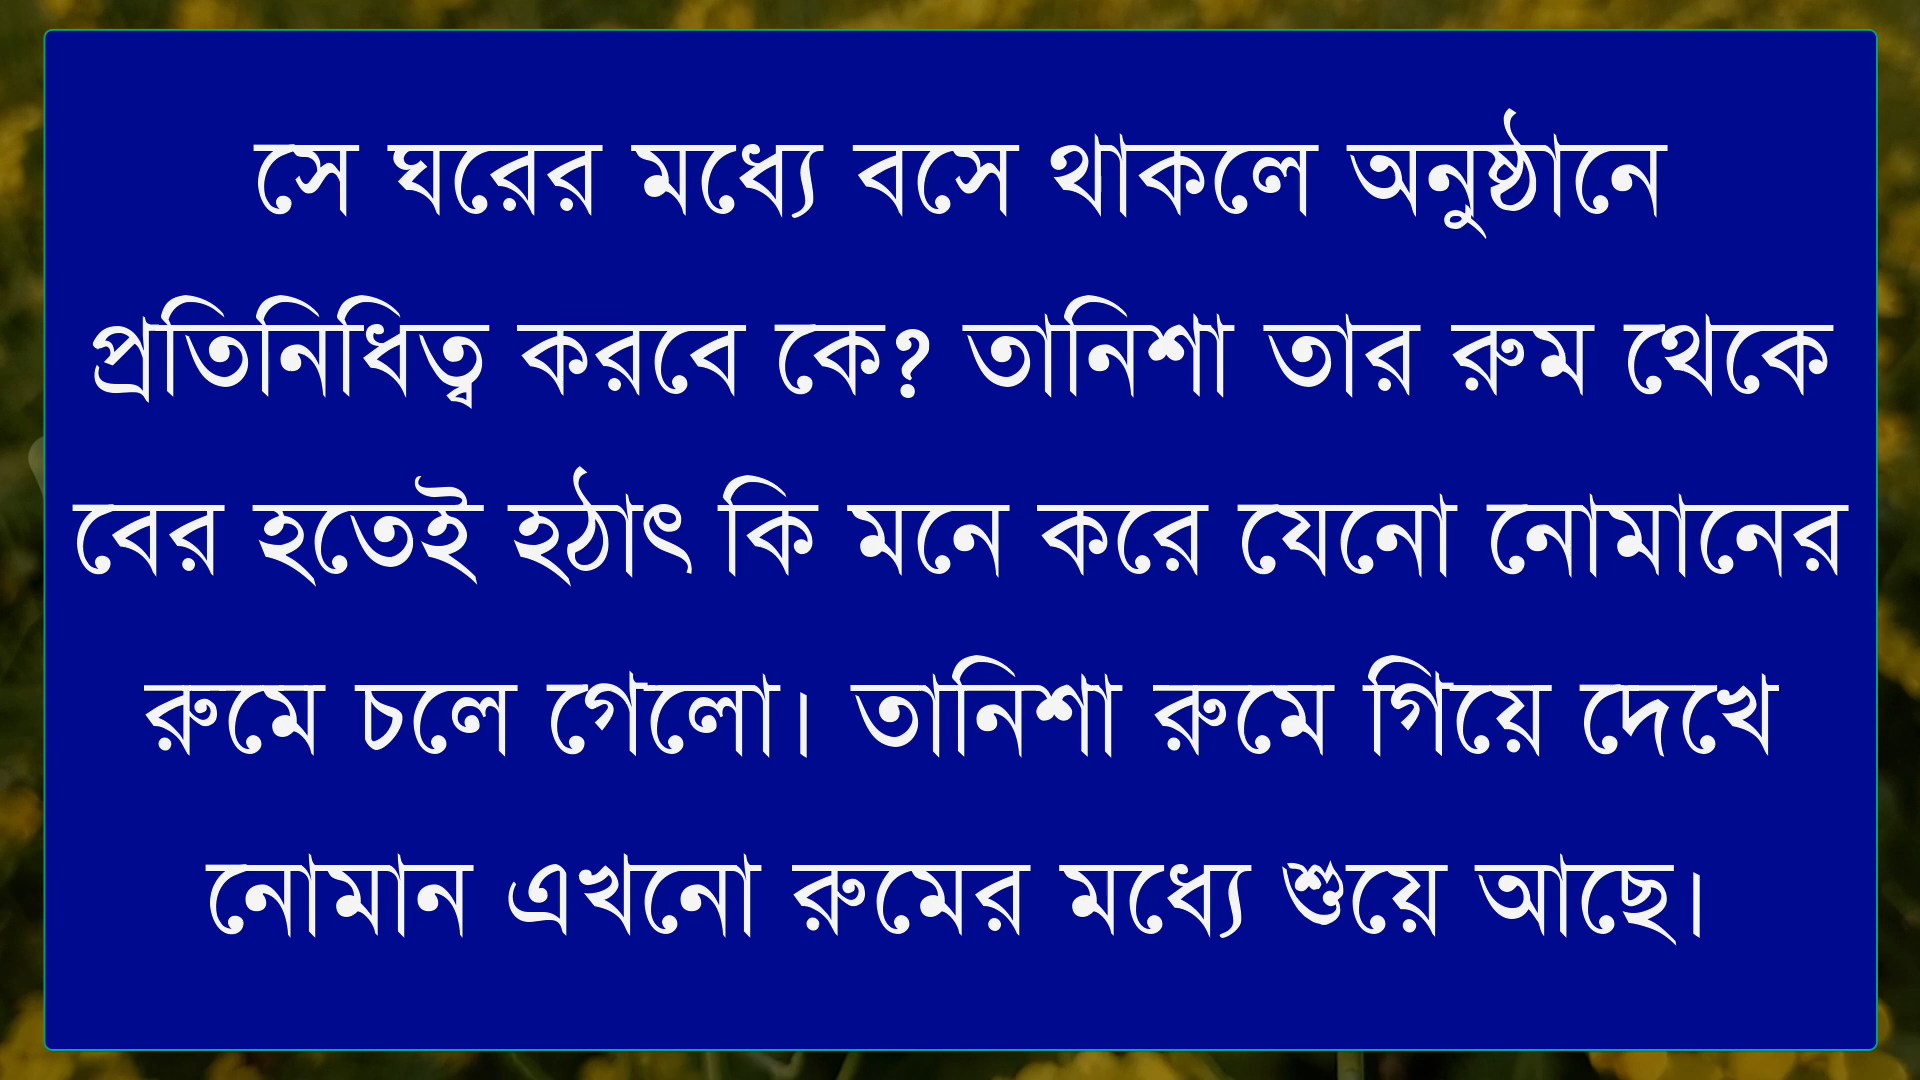 সে ঘরের মধ্যে বসে থাকলে অনুষ্ঠানে
প্রতিনিধিত্ব করবে কে? তানিশা তার রুম থেকে
বের হতেই হঠাৎ কি মনে করে যেনো নোমানের
রুমে চলে গেলো। তানিশা রুমে গিয়ে দেখে
নোমান এখনো রুমের মধ্যে শুয়ে আছে।